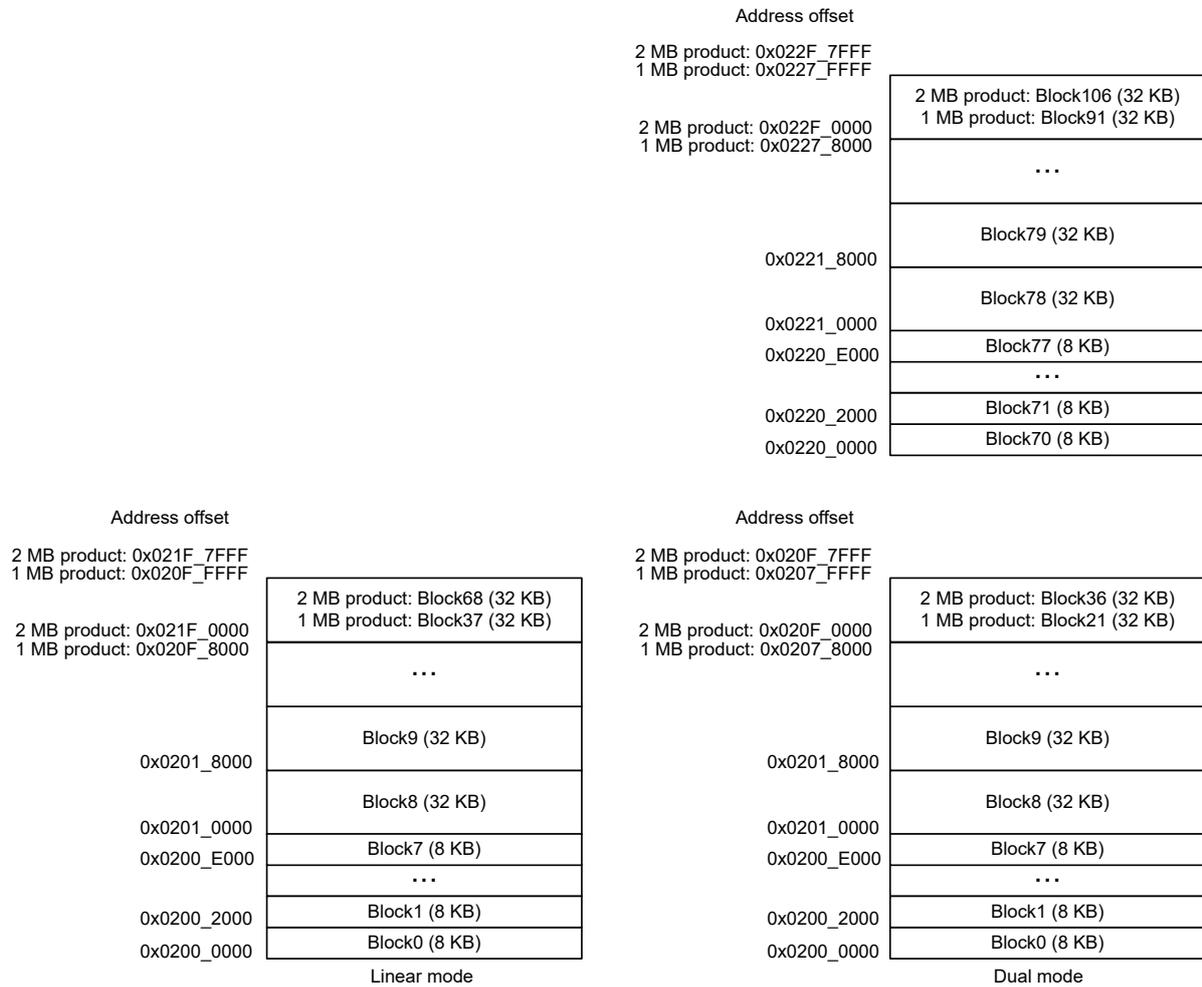 Address offset
2 MB product: 0x022F_7FFF
1 MB product: 0x0227_FFFF
2 MB product: Block106 (32 KB)
1 MB product: Block91 (32 KB)
2 MB product: 0x022F_0000
1 MB product: 0x0227_8000
...
Block79 (32 KB)
0x0221_8000
Block78 (32 KB)
0x0221_0000
Block77 (8 KB)
0x0220_E000
...
Block71 (8 KB)
0x0220_2000
Block70 (8 KB)
0x0220_0000
Address offset
2 MB product: 0x021F_7FFF
1 MB product: 0x020F_FFFF
2 MB product: Block68 (32 KB)
1 MB product: Block37 (32 KB)
2 MB product: 0x021F_0000
1 MB product: 0x020F_8000
...
Block9 (32 KB)
0x0201_8000
Block8 (32 KB)
0x0201_0000
Block7 (8 KB)
0x0200_E000
...
Block1 (8 KB)
0x0200_2000
Block0 (8 KB)
0x0200_0000
Linear mode
Address offset
2 MB product: 0x020F_7FFF
1 MB product: 0x0207_FFFF
2 MB product: Block36 (32 KB)
1 MB product: Block21 (32 KB)
2 MB product: 0x020F_0000
1 MB product: 0x0207_8000
...
Block9 (32 KB)
0x0201_8000
Block8 (32 KB)
0x0201_0000
Block7 (8 KB)
0x0200_E000
...
Block1 (8 KB)
0x0200_2000
Block0 (8 KB)
0x0200_0000
Dual mode